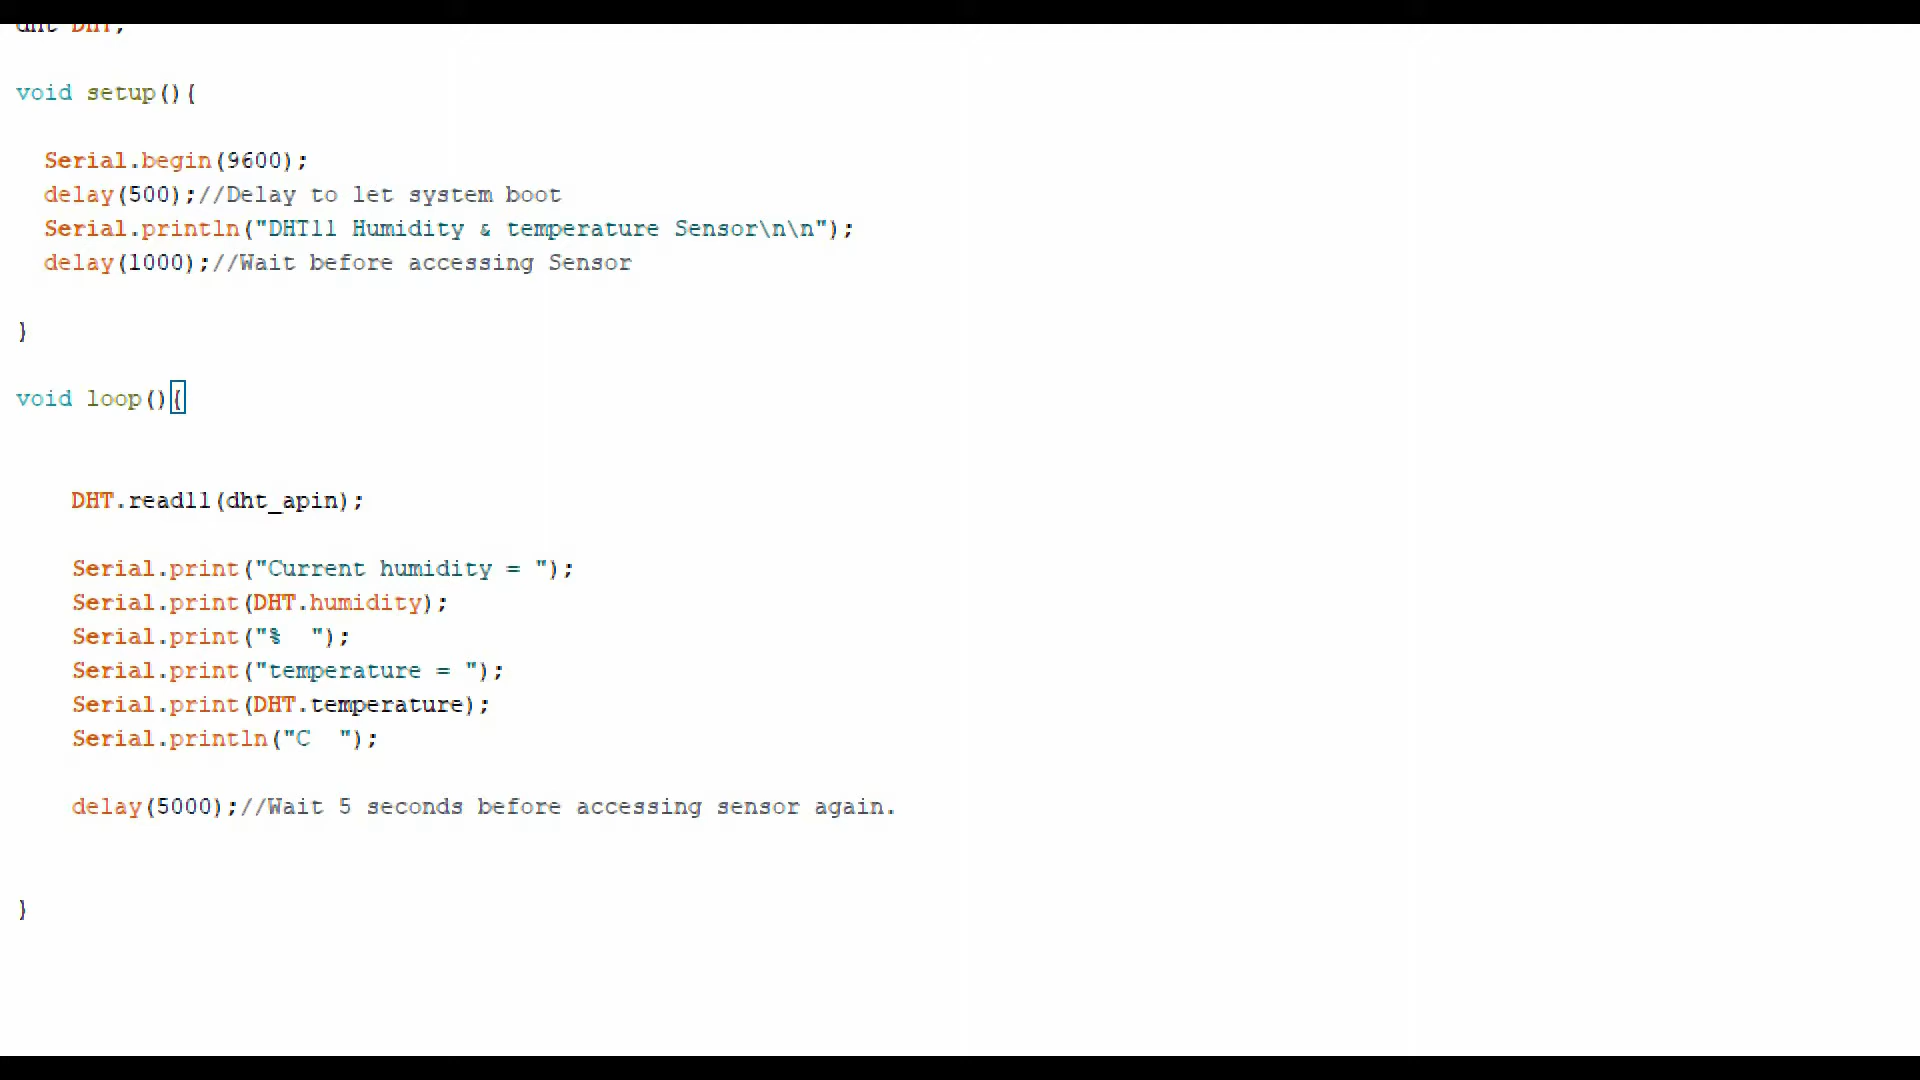 dht DHT;
void setup(){
Serial.begin(9600);
delay(500);//Delay to let system boot
Serial.println("DHT11 Humidity & temperature Sensor\n\n");
delay(1000);//Wait before accessing Sensor
}
void loop(){
DHT.read11(dht_apin);
Serial.print("Current humidity = ");
Serial.print(DHT.humidity);
Serial.print("%  ");
Serial.print("temperature = ");
Serial.print(DHT.temperature);
Serial.println("C  ");
delay(5000);//Wait 5 seconds before accessing sensor again.
}